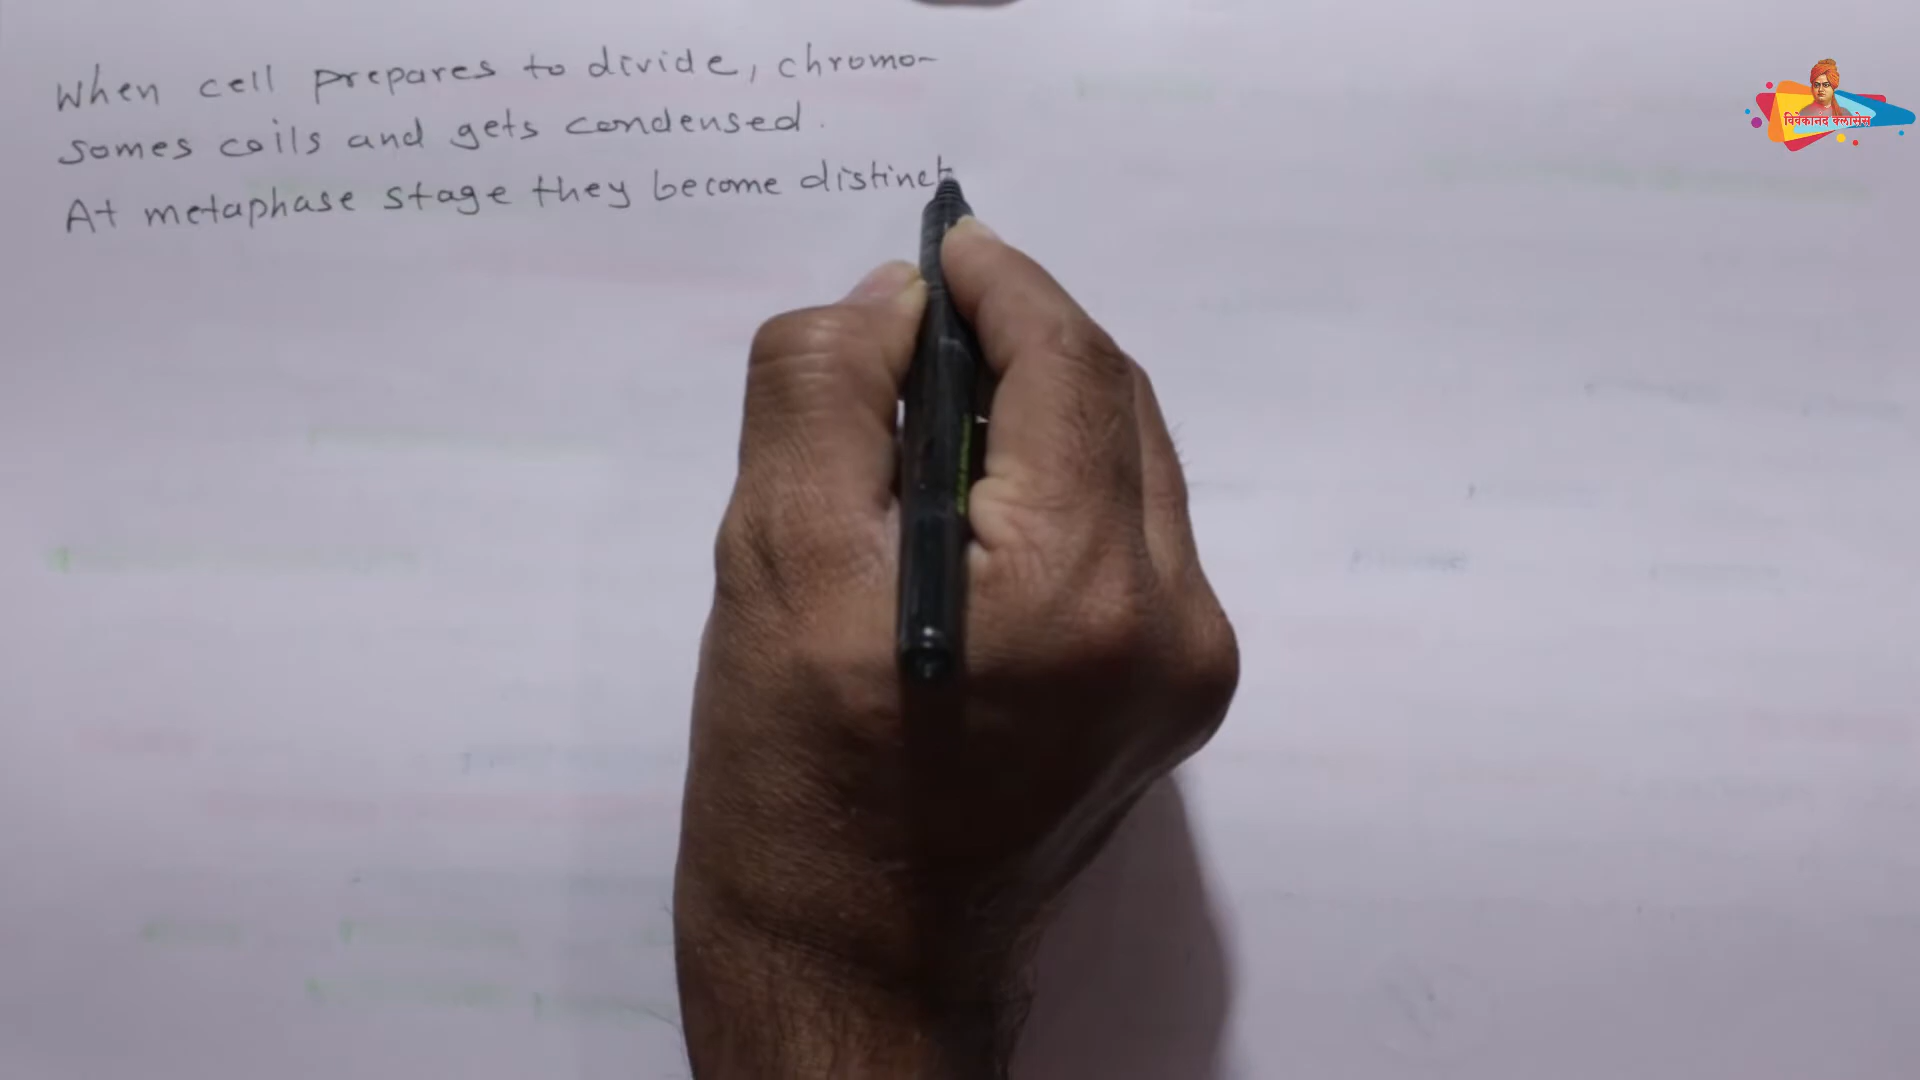 When cell prepares to divide, chromo-
somes coils and gets condensed.
At metaphase stage they become distinct
विवेकानंद क्लासेस